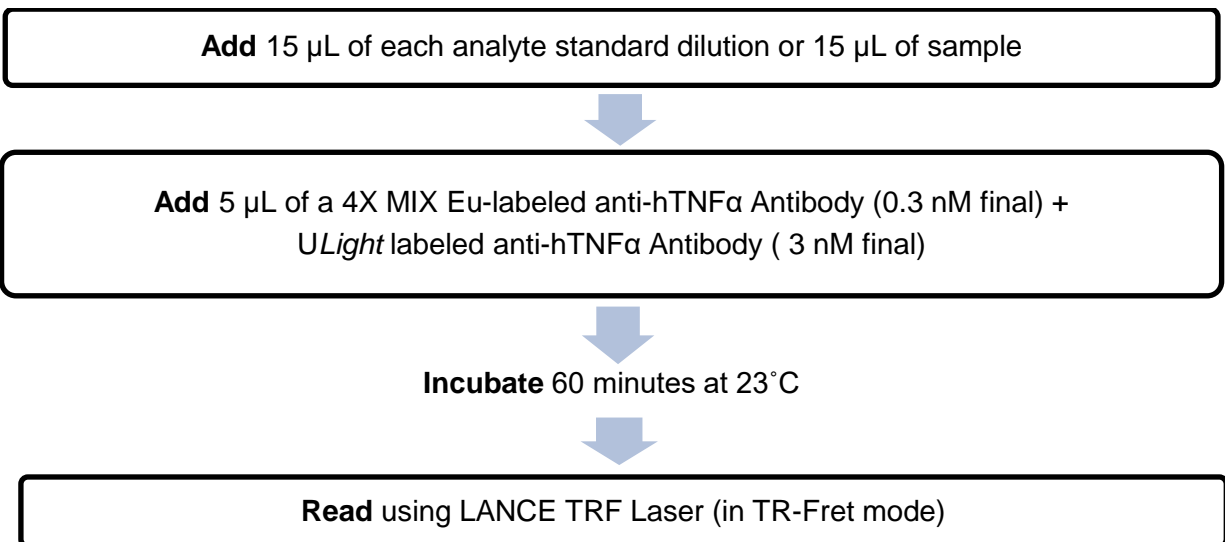 Add 15 µL of each analyte standard dilution or 15 µL of sample
Add 5 µL of a 4X MIX Eu-labeled anti-hTNFα Antibody (0.3 nM final) +
ULight labeled anti-hTNFα Antibody ( 3 nM final)
Incubate 60 minutes at 23˚C
Read using LANCE TRF Laser (in TR-Fret mode)